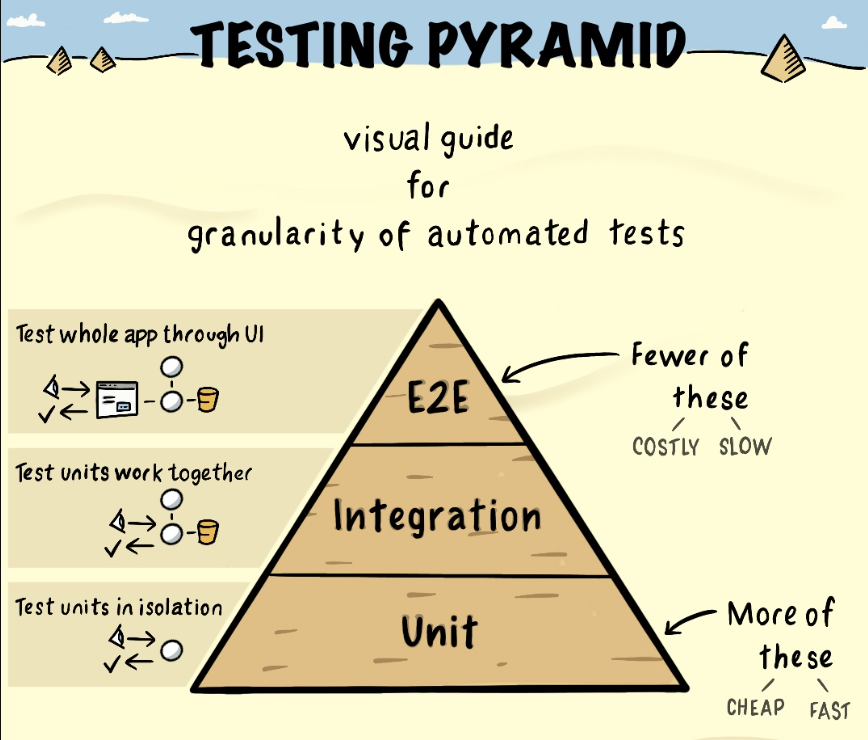 TESTING PYRAMID
visual guide
for
granularity of automated tests
Test whole app through UI
E2E
Fewer of
these
COSTLY SLOW
Test units work together
Integration
Test units in isolation
Unit
More of
these
CHEAP FAST